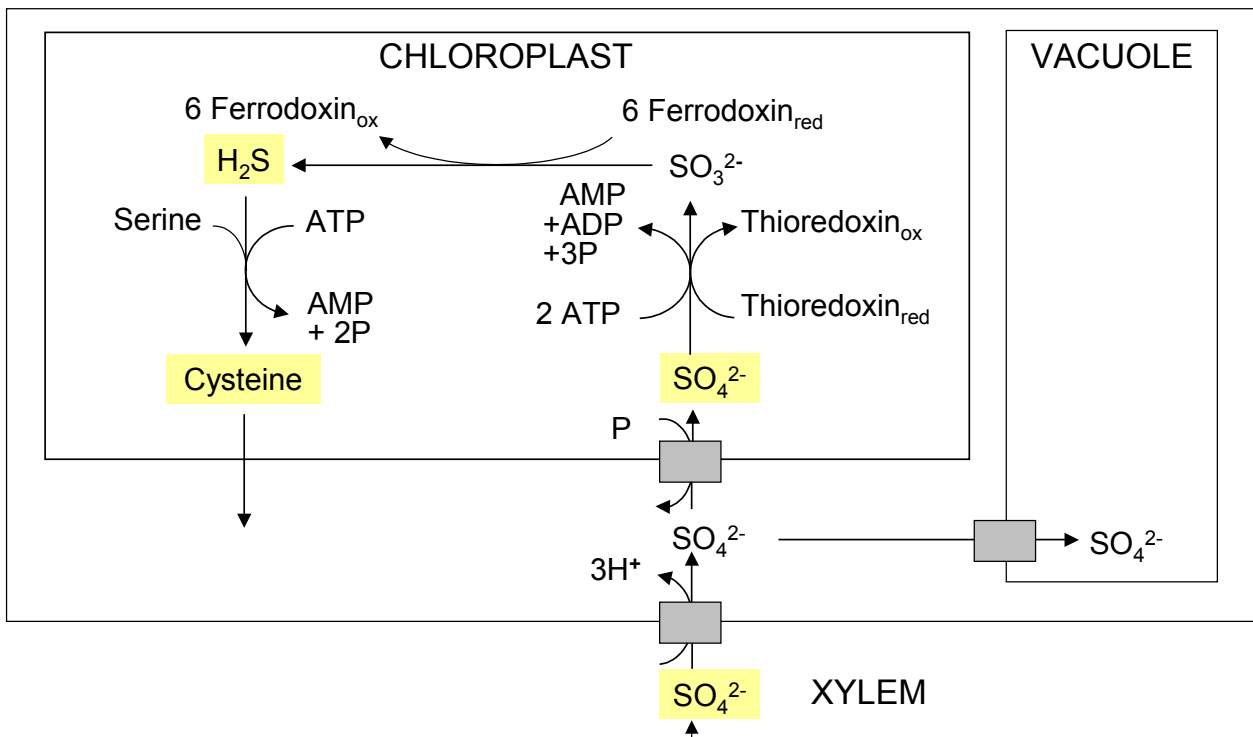 CHLOROPLAST
VACUOLE
6 Ferrodoxinox
6 Ferrodoxinred
H2S
SO3²⁻
AMP
+ADP
+3P
Thioredoxinox
Serine
ATP
2 ATP
Thioredoxinred
AMP
+ 2P
Cysteine
SO4²⁻
P
SO4²⁻
SO4²⁻
3H⁺
SO4²⁻
XYLEM